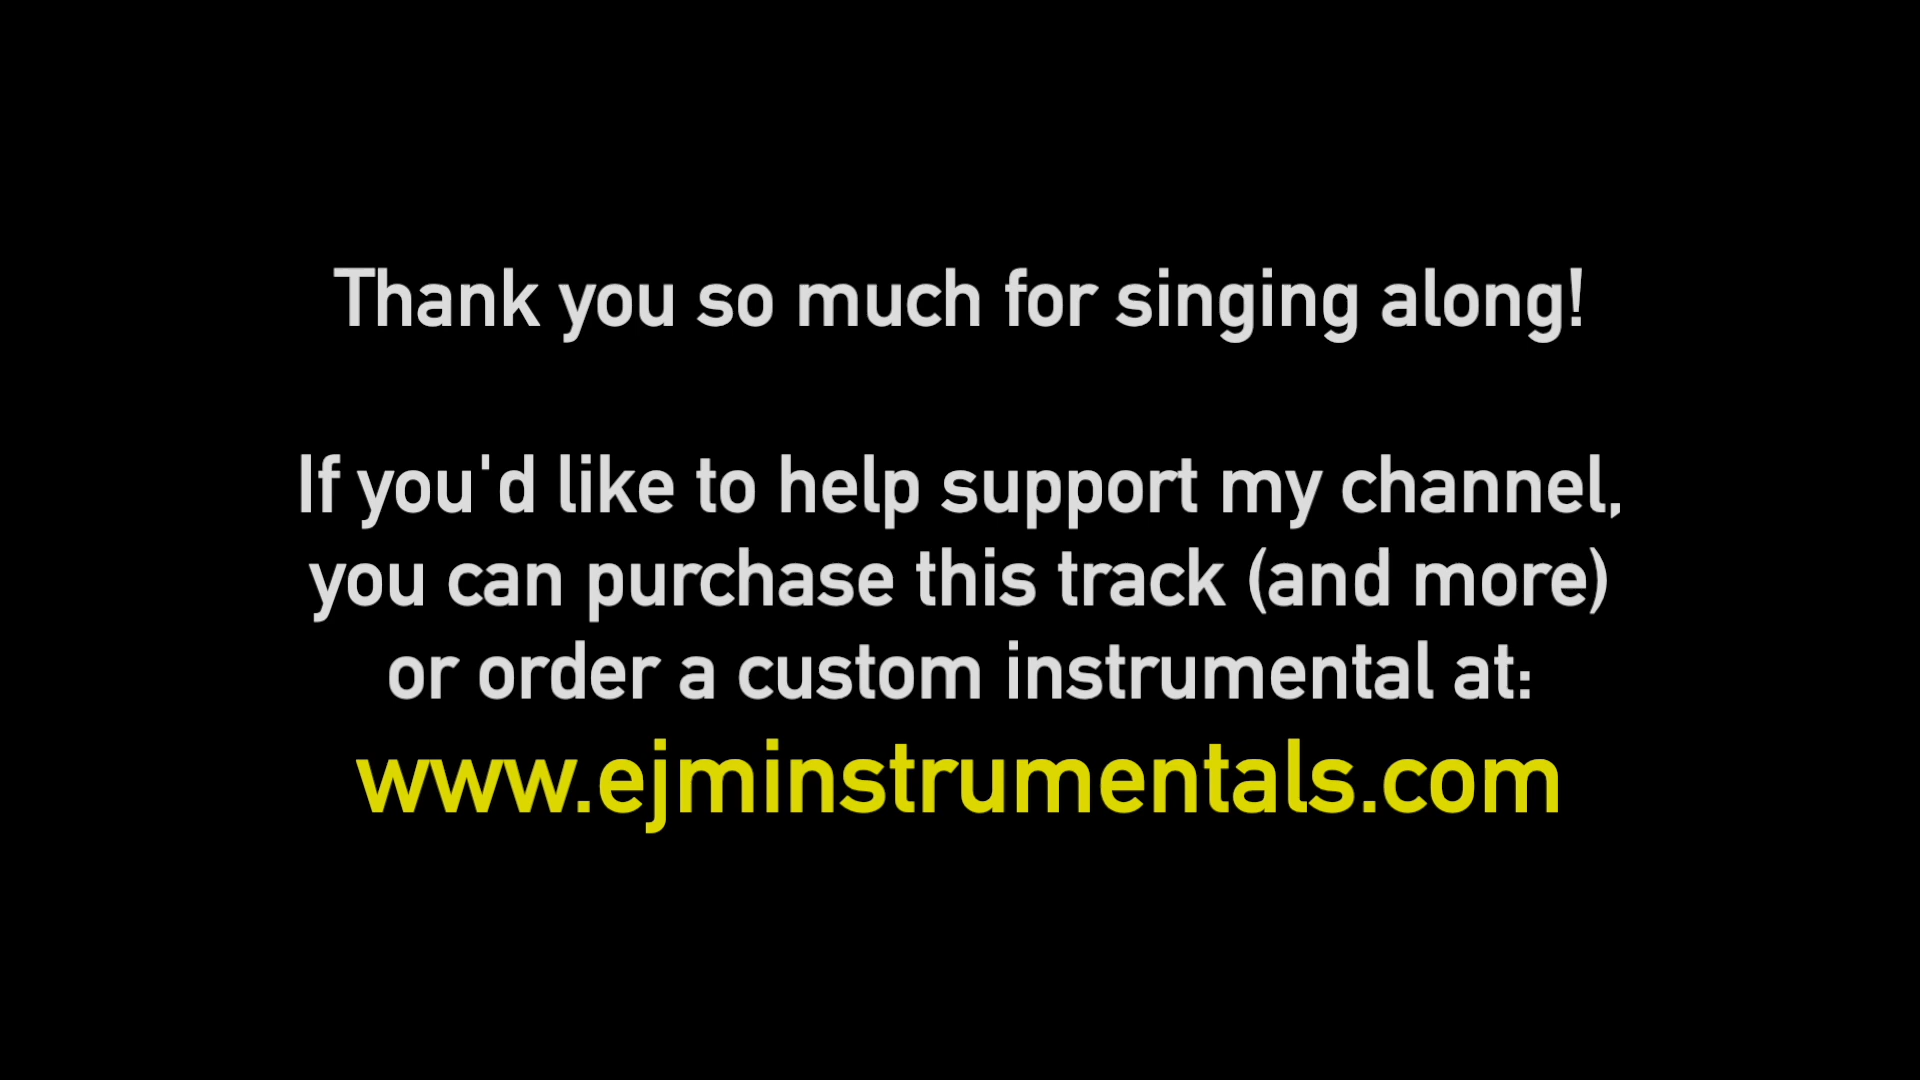 Thank you so much for singing along!
If you'd like to help support my channel,
you can purchase this track (and more)
or order a custom instrumental at:
www.ejminstrumentals.com